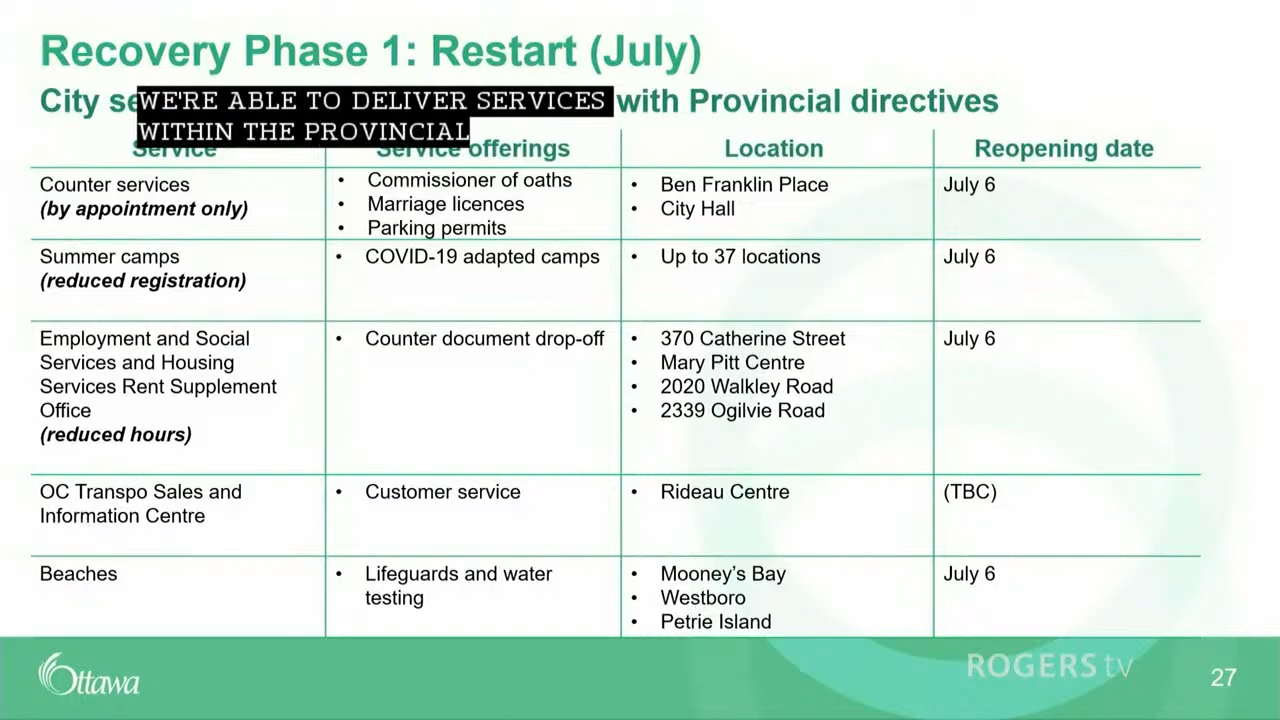 Recovery Phase 1: Restart (July)
City se
WE'RE ABLE TO DELIVER SERVICES
with Provincial directives
WITHIN THE PROVINCIAL
Service
Service offerings
Location
Reopening date
Counter services
(by appointment only)
• Commissioner of oaths
• Marriage licences
• Parking permits
• Ben Franklin Place
• City Hall
July 6
Summer camps
(reduced registration)
• COVID-19 adapted camps
• Up to 37 locations
July 6
Employment and Social
Services and Housing
Services Rent Supplement
Office
(reduced hours)
• Counter document drop-off
• 370 Catherine Street
• Mary Pitt Centre
• 2020 Walkley Road
• 2339 Ogilvie Road
July 6
OC Transpo Sales and
Information Centre
• Customer service
• Rideau Centre
(TBC)
Beaches
• Lifeguards and water
testing
• Mooney's Bay
• Westboro
• Petrie Island
July 6
Ottawa
ROGERS tv
27